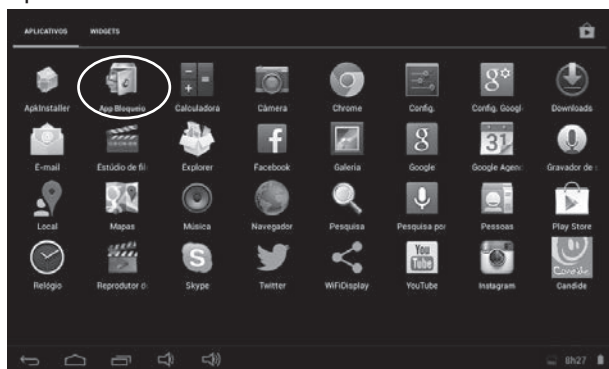 APLICATIVOS WIDGETS
ApkInstaller App Bloqueio Calculadora Câmera Chrome Config. Config. Googl Downloads
E-mail Estúdio de fil Explorer Facebook Galeria Google Google Agen Gravador de
Local Mapas Música Navegador Pesquisa Pesquisa por Pessoas Play Store
Relógio Reprodutor d Skype Twitter WiFiDisplay YouTube Instagram Candide
8h27